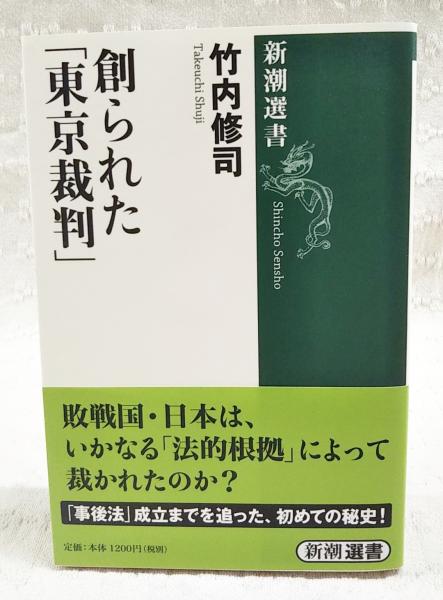 新潮選書
Shincho Sensho
竹内修司
Takeuchi Shuji
創られた
「東京裁判」
敗戦国・日本は、
いかなる「法的根拠」によって
裁かれたのか？
「事後法」成立までを追った、初めての秘史！
定価：本体1200円（税別）
新潮選書